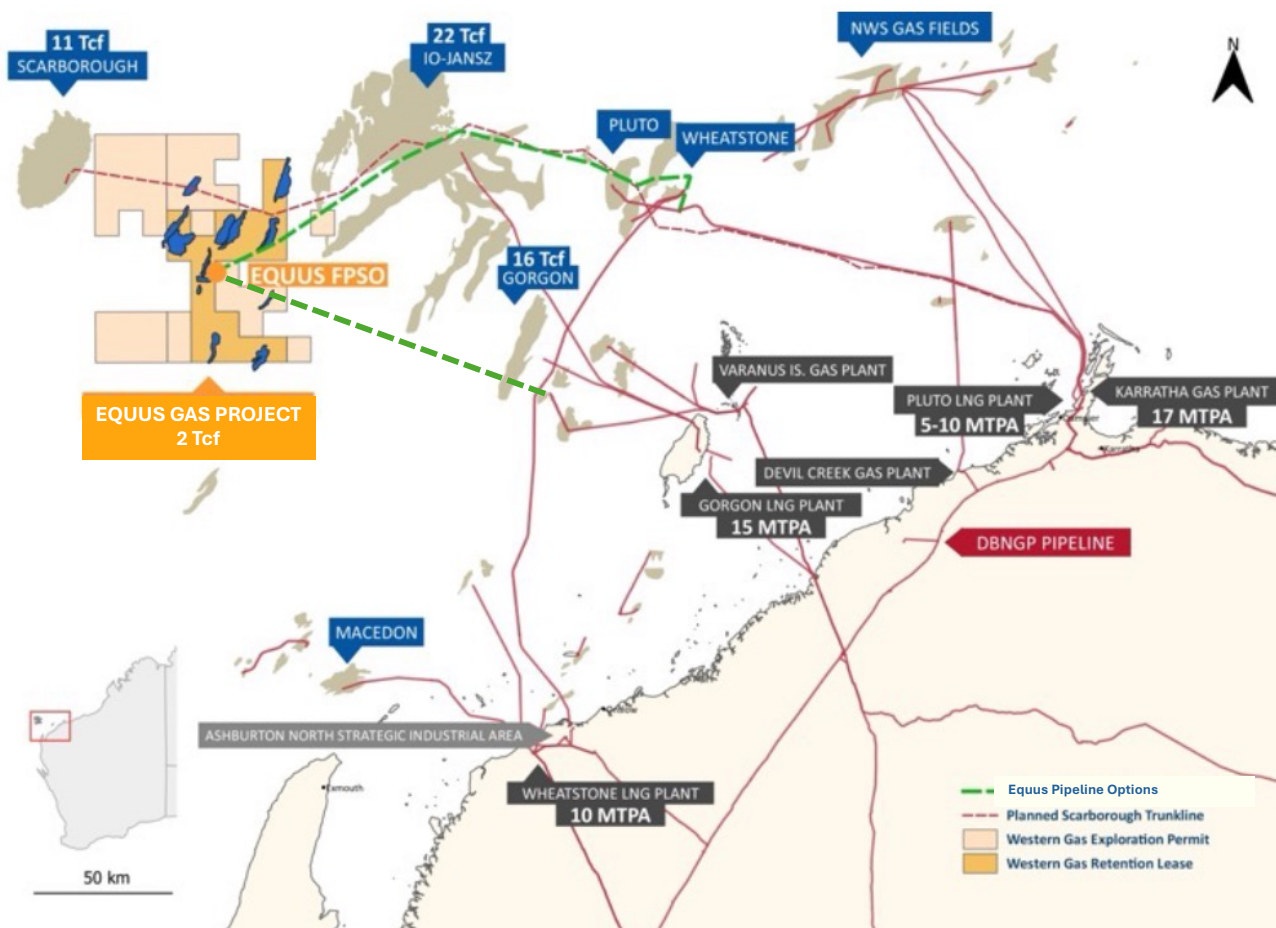 N
11 Tcf
SCARBOROUGH
22 Tcf
IO-JANSZ
NWS GAS FIELDS
PLUTO
WHEATSTONE
16 Tcf
GORGON
EQUUS FPSO
EQUUS GAS PROJECT
2 Tcf
VARANUS IS. GAS PLANT
PLUTO LNG PLANT
5-10 MTPA
KARRATHA GAS PLANT
17 MTPA
DEVIL CREEK GAS PLANT
GORGON LNG PLANT
15 MTPA
DBNGP PIPELINE
MACEDON
ASHBURTON NORTH STRATEGIC INDUSTRIAL AREA
WHEATSTONE LNG PLANT
10 MTPA
Exmouth
Karratha
Onslow
50 km
Equus Pipeline Options
Planned Scarborough Trunkline
Western Gas Exploration Permit
Western Gas Retention Lease